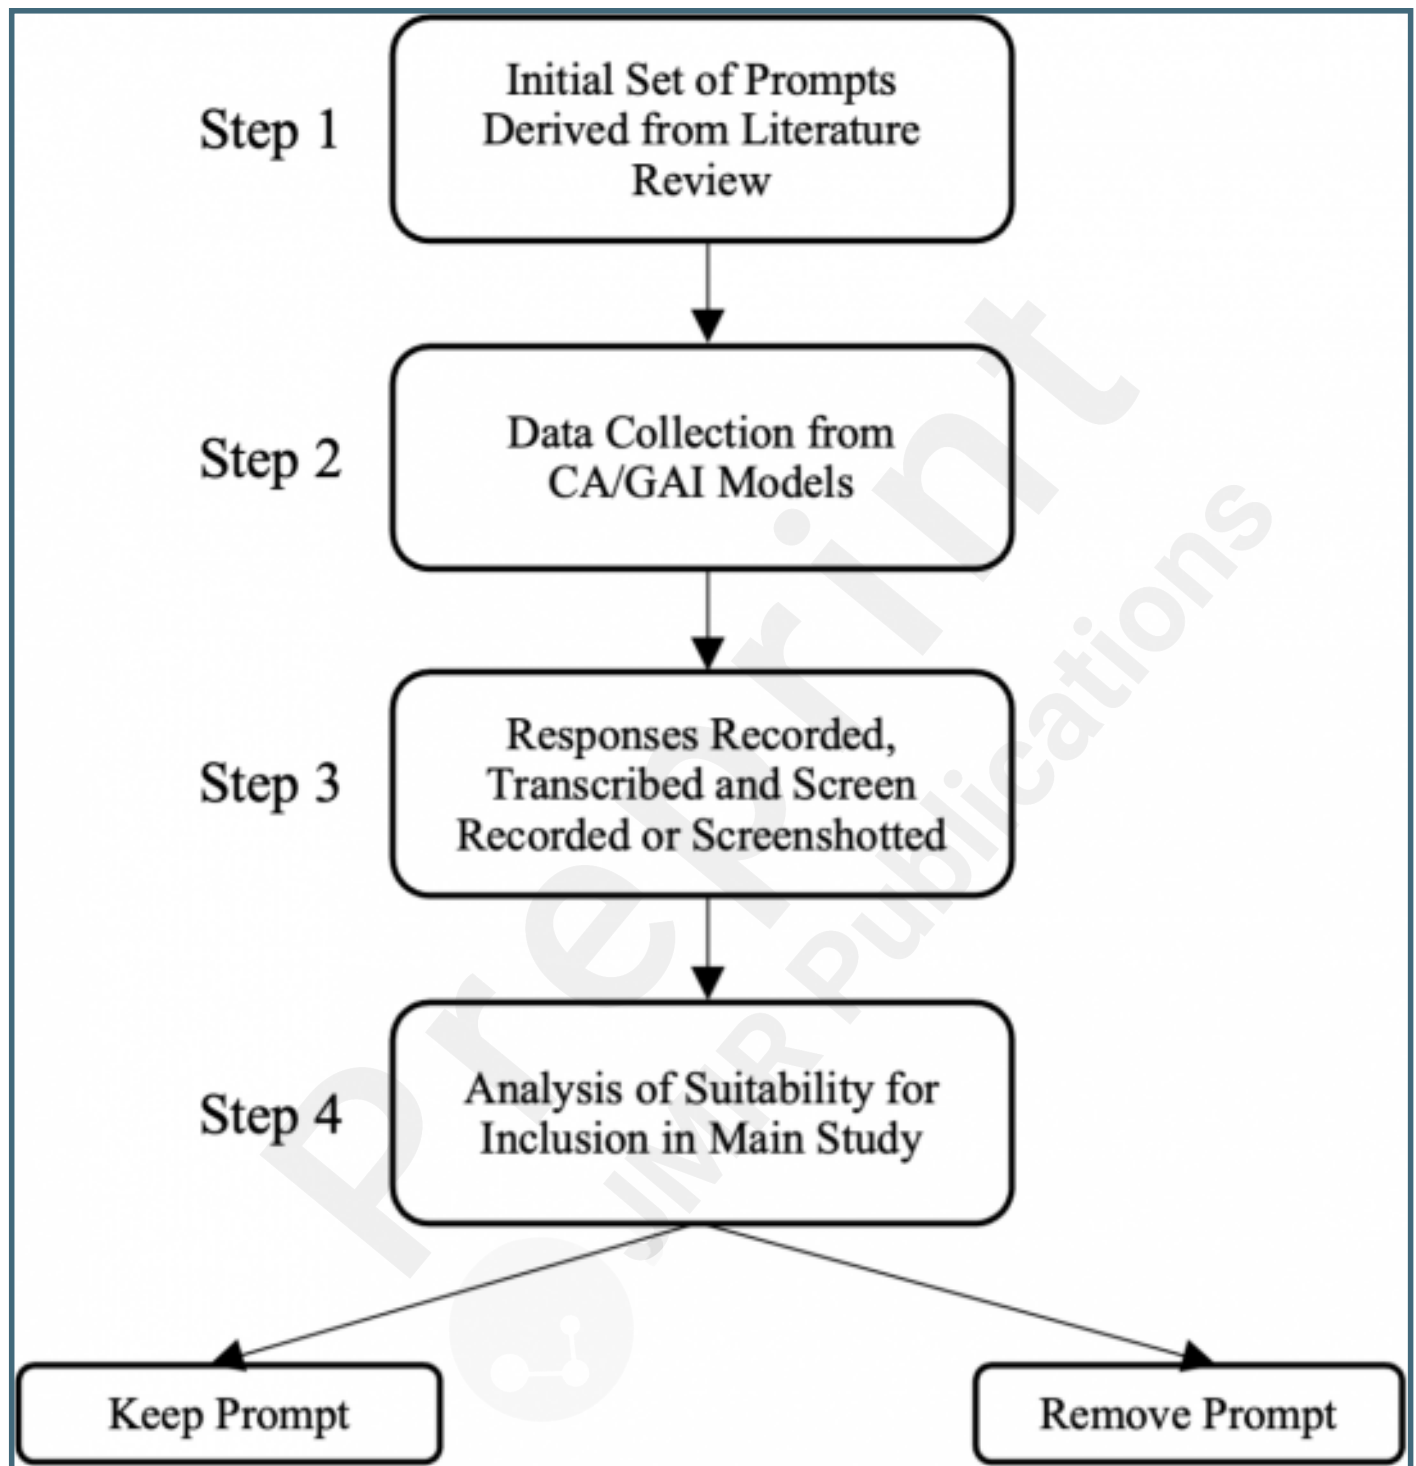 Step 1
Initial Set of Prompts
Derived from Literature
Review
Step 2
Data Collection from
CA/GAI Models
Step 3
Responses Recorded,
Transcribed and Screen
Recorded or Screenshotted
Step 4
Analysis of Suitability for
Inclusion in Main Study
Keep Prompt
Remove Prompt
Preprint
JMIR Publications